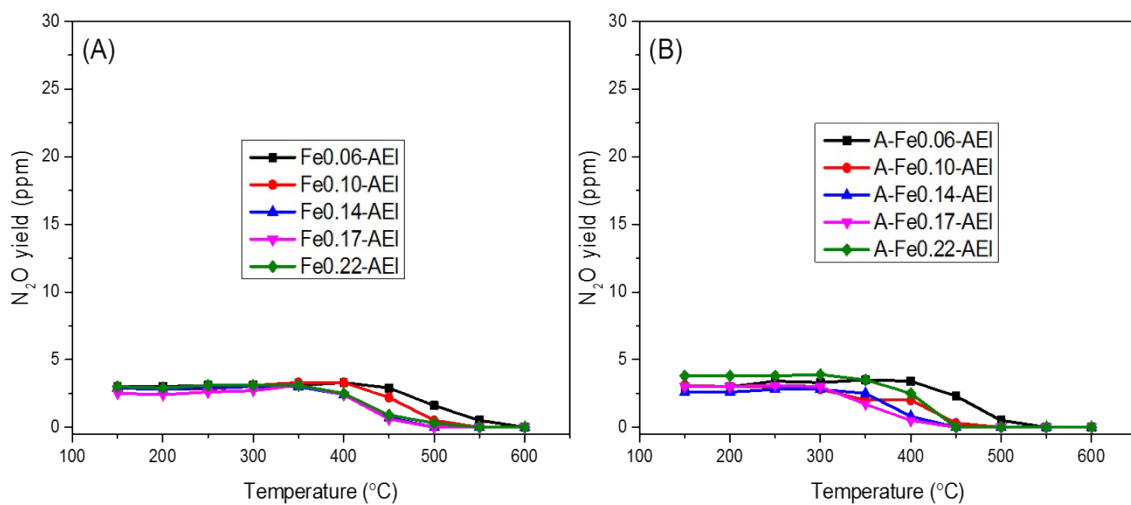 (A)
N₂O yield (ppm)
30
25
20
15
10
5
0
Fe0.06-AEI
Fe0.10-AEI
Fe0.14-AEI
Fe0.17-AEI
Fe0.22-AEI
100 200 300 400 500 600
Temperature (°C)
(B)
N₂O yield (ppm)
30
25
20
15
10
5
0
A-Fe0.06-AEI
A-Fe0.10-AEI
A-Fe0.14-AEI
A-Fe0.17-AEI
A-Fe0.22-AEI
100 200 300 400 500 600
Temperature (°C)